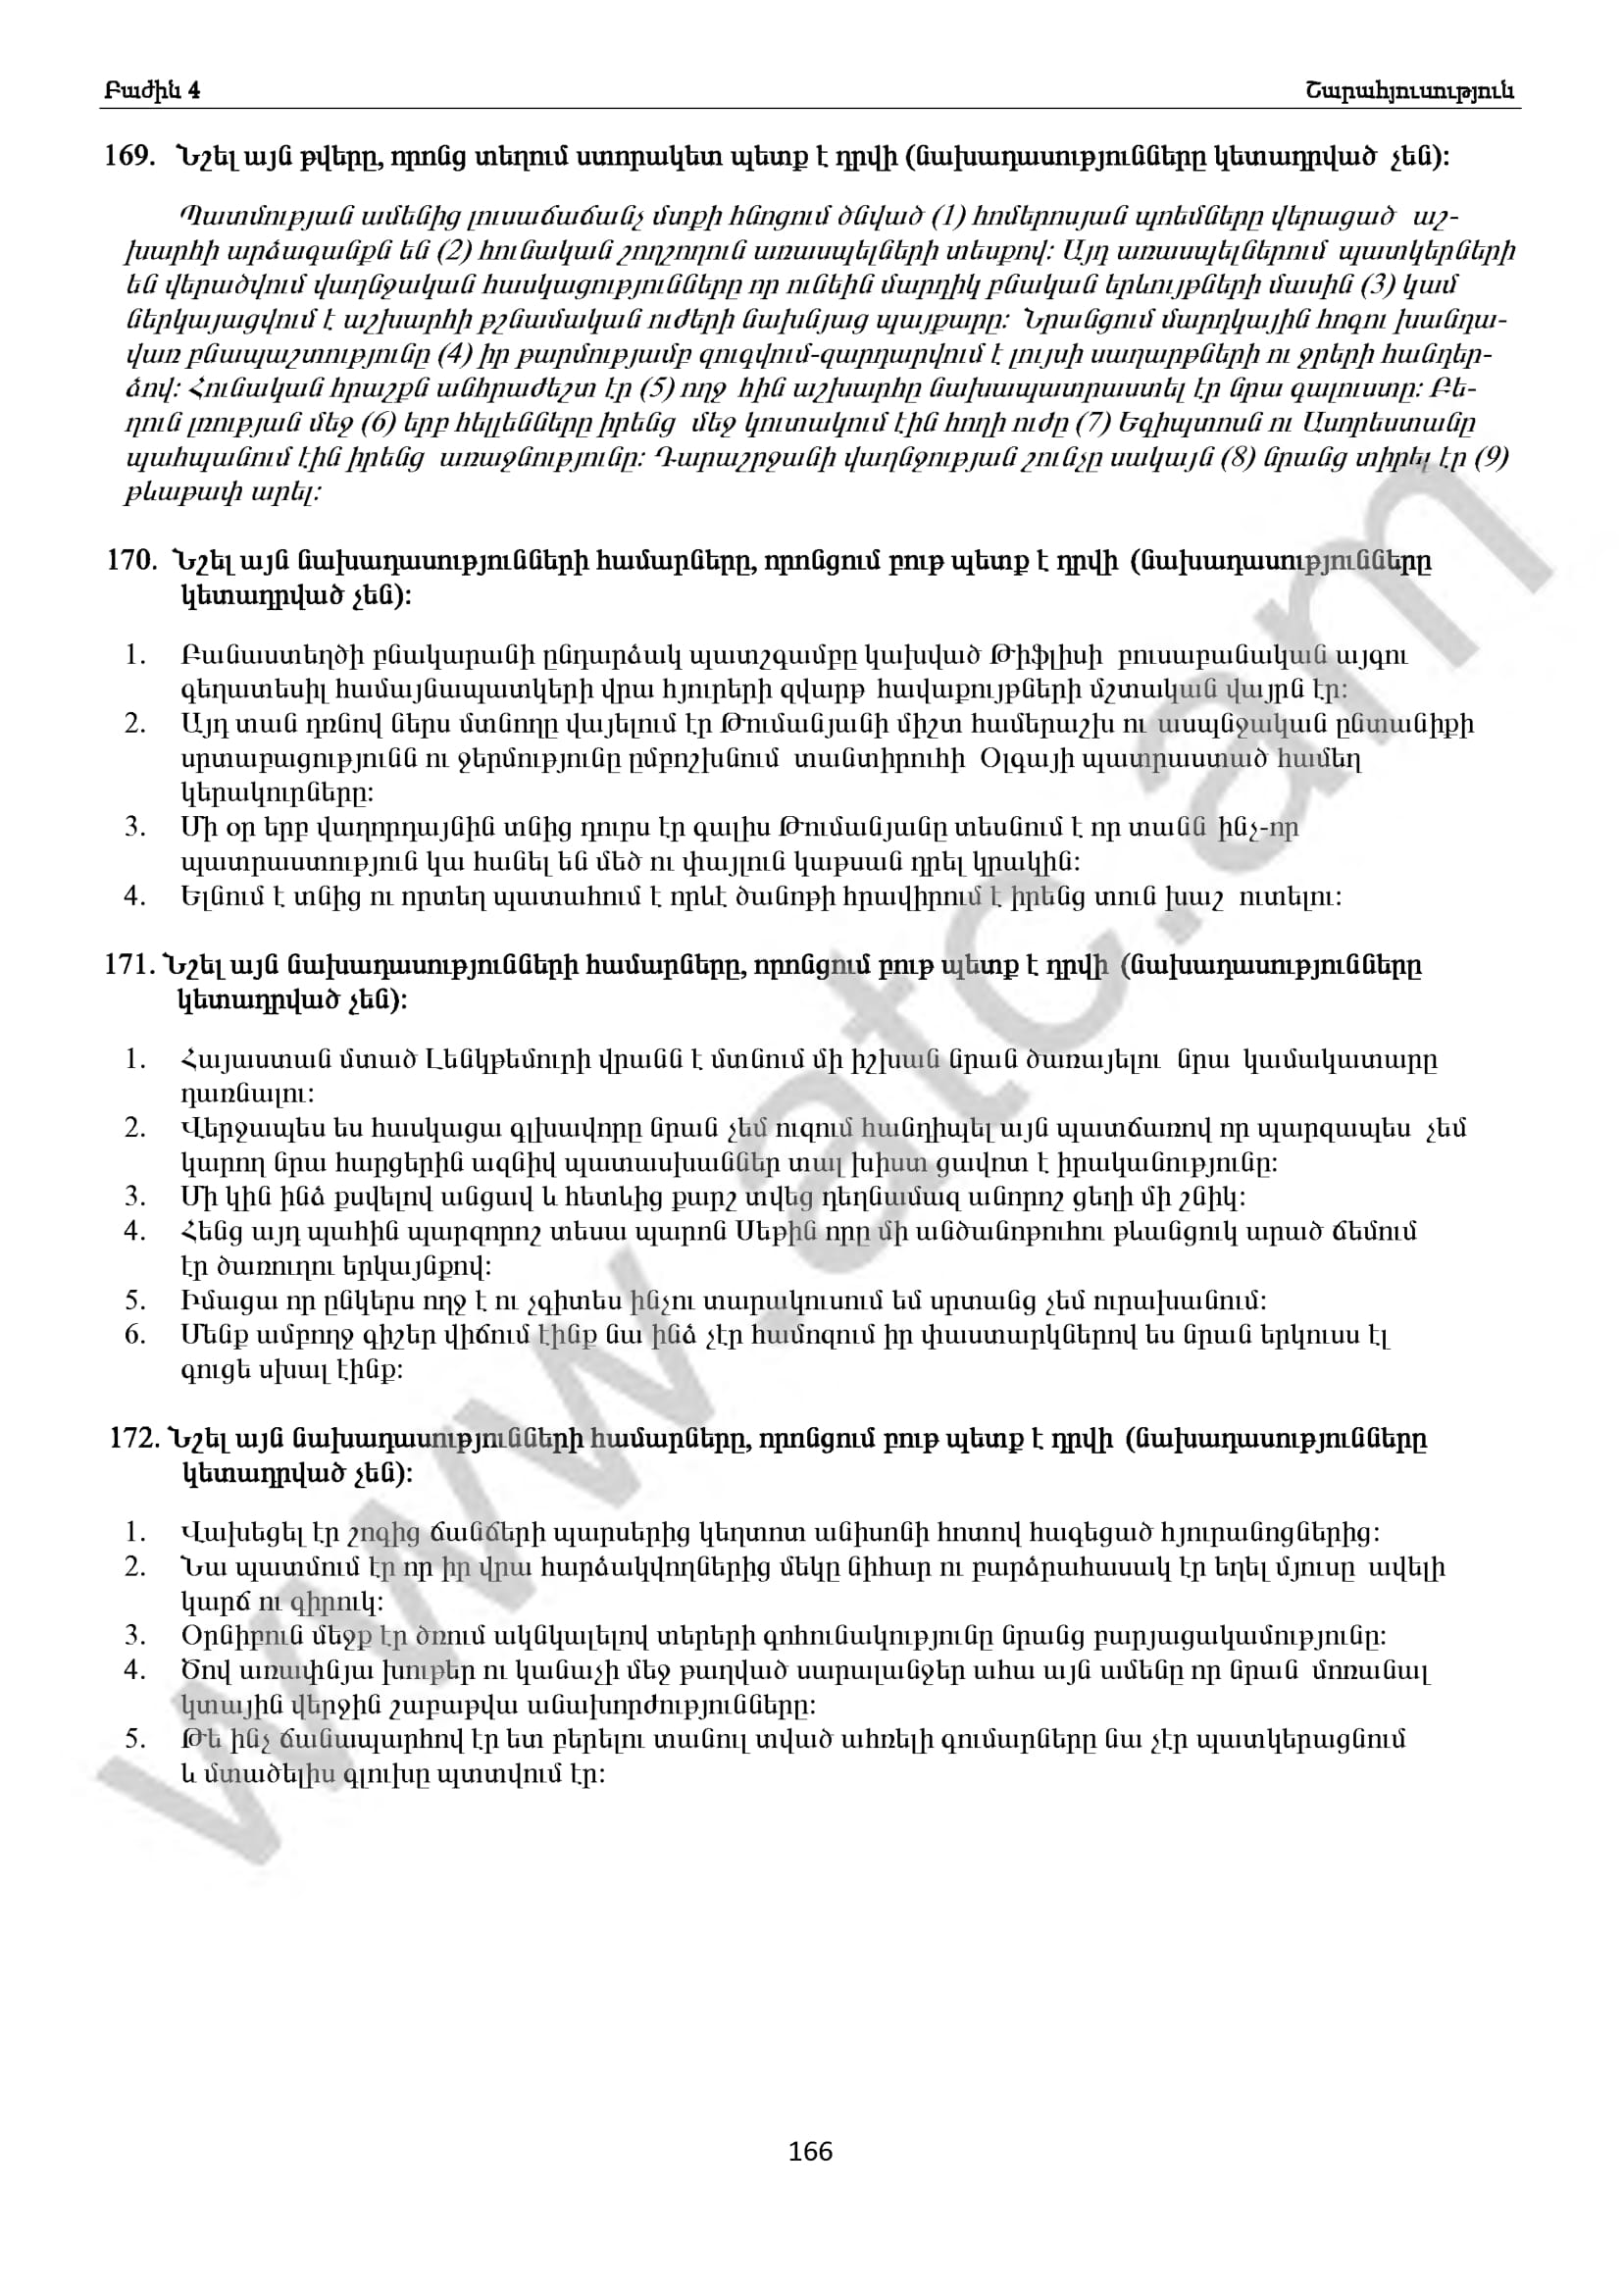 Բաժին 4
Շարահյուսություն
169. Նշել այն թվերը, որոնց տեղում ստորակետ պետք է դրվի (նախադասությունները կետադրված չեն):
Պատմության ամենից լուսաճաճանչ մտքի հնոցում ծնված (1) հոմերոսյան պոեմները վերացած աշ-
խարհի արձագանքն են (2) հունական շողշողուն առասպելների տեսքով: Այդ առասպելներում պատկերների
են վերածվում վաղնջական հասկացությունները որ ունեին մարդիկ բնական երևույթների մասին (3) կամ
ներկայացվում է աշխարհի թշնամական ուժերի նախնյաց պայքարը: Նրանցում մարդկային հոգու խանդա-
վառ բնապաշտությունը (4) իր թարմությամբ զուգվում-զարդարվում է լույսի սաղարթների ու ջրերի հանդեր-
ձով: Հունական հրաշքն անհրաժեշտ էր (5) ողջ հին աշխարհը նախապատրաստել էր նրա գալուստը: Բե-
ղուն լռության մեջ (6) երբ հելլենները իրենց մեջ կուտակում էին հողի ուժը (7) Եգիպտոսն ու Ասորեստանը
պահպանում էին իրենց առաջնությունը: Դարաշրջանի վաղնջության շունչը սակայն (8) նրանց տիրել էր (9)
թևաթափ արել:
170. Նշել այն նախադասությունների համարները, որոնցում բութ պետք է դրվի (նախադասությունները
կետադրված չեն):
1. Բանաստեղծի բնակարանի ընդարձակ պատշգամբը կախված Թիֆլիսի բուսաբանական այգու
գեղատեսիլ համայնապատկերի վրա հյուրերի զվարթ հավաքույթների մշտական վայրն էր:
2. Այդ տան դռնով ներս մտնողը վայելում էր Թումանյանի միշտ համերաշխ ու ասպնջական ընտանիքի
սրտաբացությունն ու ջերմությունը ըմբոշխնում տանտիրուհի Օլգայի պատրաստած համեղ
կերակուրները:
3. Մի օր երբ վաղորդայնին տնից դուրս էր գալիս Թումանյանը տեսնում է որ տանն ինչ-որ
պատրաստություն կա հանել են մեծ ու փայլուն կաթսան դրել կրակին:
4. Ելնում է տնից ու որտեղ պատահում է որևէ ծանոթի հրավիրում է իրենց տուն խաշ ուտելու:
171. Նշել այն նախադասությունների համարները, որոնցում բութ պետք է դրվի (նախադասությունները
կետադրված չեն):
1. Հայաստան մտած Լենկթեմուրի վրանն է մտնում մի իշխան նրան ծառայելու նրա կամակատարը
դառնալու:
2. Վերջապես ես հասկացա գլխավորը նրան չեմ ուզում հանդիպել այն պատճառով որ պարզապես չեմ
կարող նրա հարցերին ազնիվ պատասխաններ տալ խիստ ցավոտ է իրականությունը:
3. Մի կին ինձ քսվելով անցավ և հետևից քարշ տվեց դեղնամազ անորոշ ցեղի մի շնիկ:
4. Հենց այդ պահին պարզորոշ տեսա պարոն Սեթին որը մի անծանոթուհու թևանցուկ արած ճեմում
էր ծառուղու երկայնքով:
5. Իմացա որ ընկերս ողջ է ու չգիտես ինչու տարակուսում եմ սրտանց չեմ ուրախանում:
6. Մենք ամբողջ գիշեր վիճում էինք նա ինձ չէր համոզում իր փաստարկներով ես նրան երկուսս էլ
գուցե սխալ էինք:
172. Նշել այն նախադասությունների համարները, որոնցում բութ պետք է դրվի (նախադասությունները
կետադրված չեն):
1. Վախեցել էր շոգից ճանճերի պարսերից կեղտոտ անիսոնի հոտով հագեցած հյուրանոցներից:
2. Նա պատմում էր որ իր վրա հարձակվողներից մեկը նիհար ու բարձրահասակ էր եղել մյուսը ավելի
կարճ ու գիրուկ:
3. Օրնիբուն մեջք էր ծռում ակնկալելով տերերի գոհունակությունը նրանց բարյացակամությունը:
4. Ծով առափնյա խութեր ու կանաչի մեջ թաղված սարալանջեր ահա այն ամենը որ նրան մոռանալ
կտային վերջին շաբաթվա անախորժությունները:
5. Թե ինչ ճանապարհով էր ետ բերելու տանուլ տված ահռելի գումարները նա չէր պատկերացնում
և մտածելիս գլուխը պտտվում էր:
www.atc.am
166